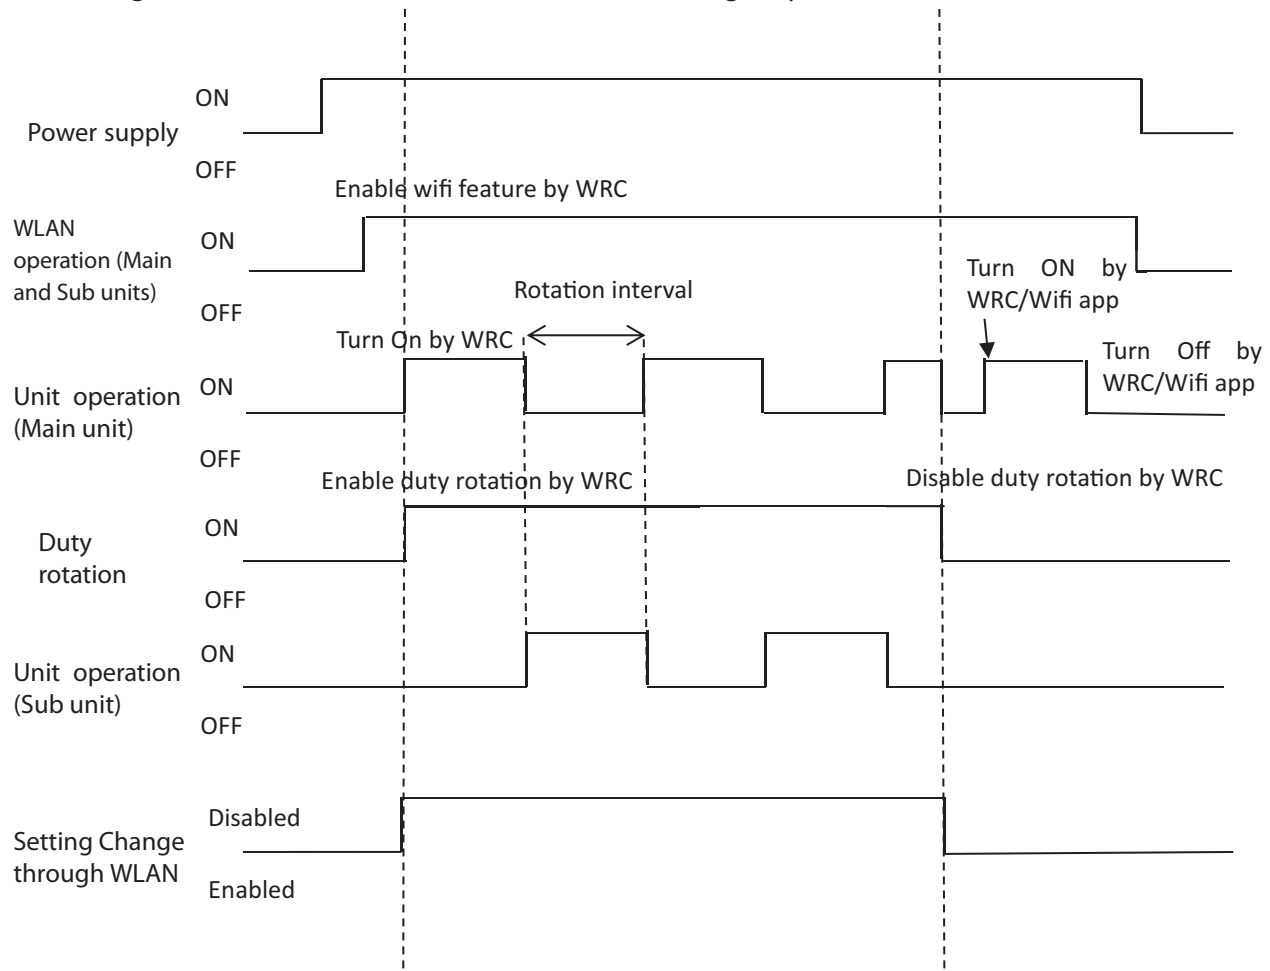 ON
Power supply
OFF
Enable wifi feature by WRC
WLAN
operation (Main
and Sub units)
ON
OFF
Turn ON by
WRC/Wifi app
Rotation interval
Turn On by WRC
Turn Off by
WRC/Wifi app
Unit operation
(Main unit)
ON
OFF
Enable duty rotation by WRC
Disable duty rotation by WRC
ON
Duty
rotation
OFF
ON
Unit operation
(Sub unit)
OFF
Disabled
Setting Change
through WLAN
Enabled